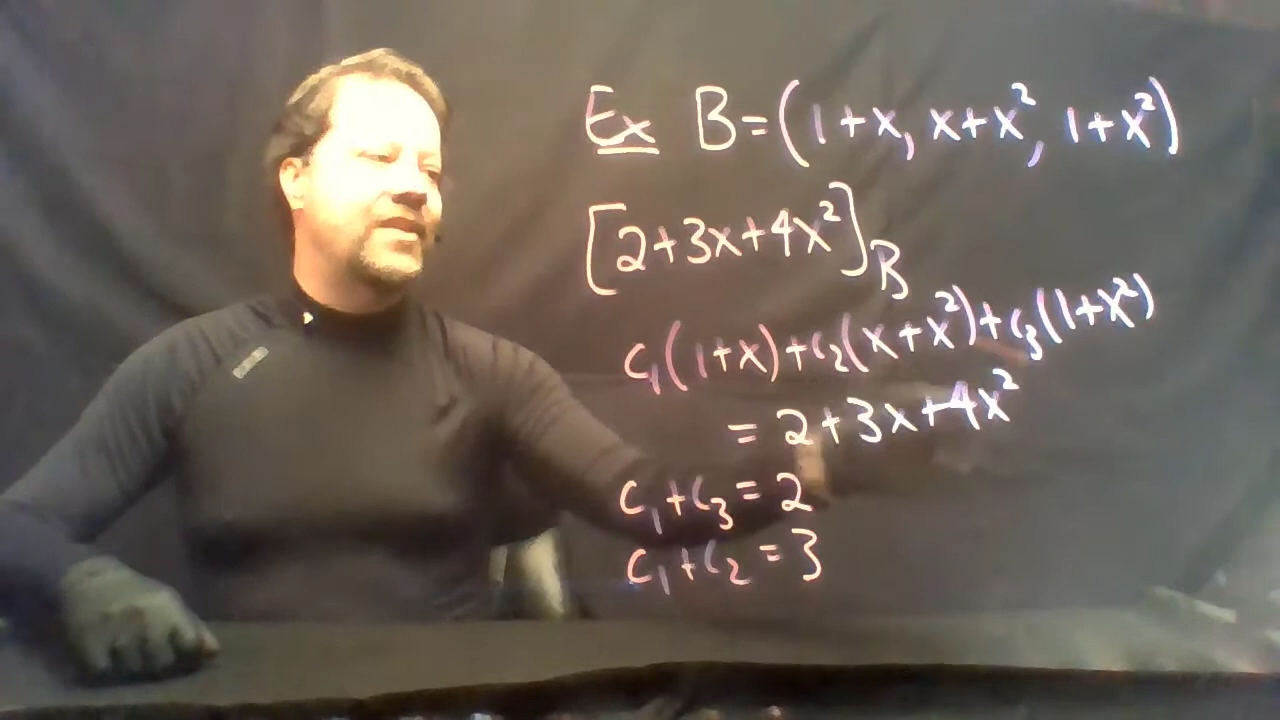 Ex B=(1+x, x+x², 1+x²)
[2+3x+4x²]_B
c₁(1+x)+c₂(x+x²)+c₃(1+x²)
= 2+3x+4x²
c₁+c₃=2
c₁+c₂=3